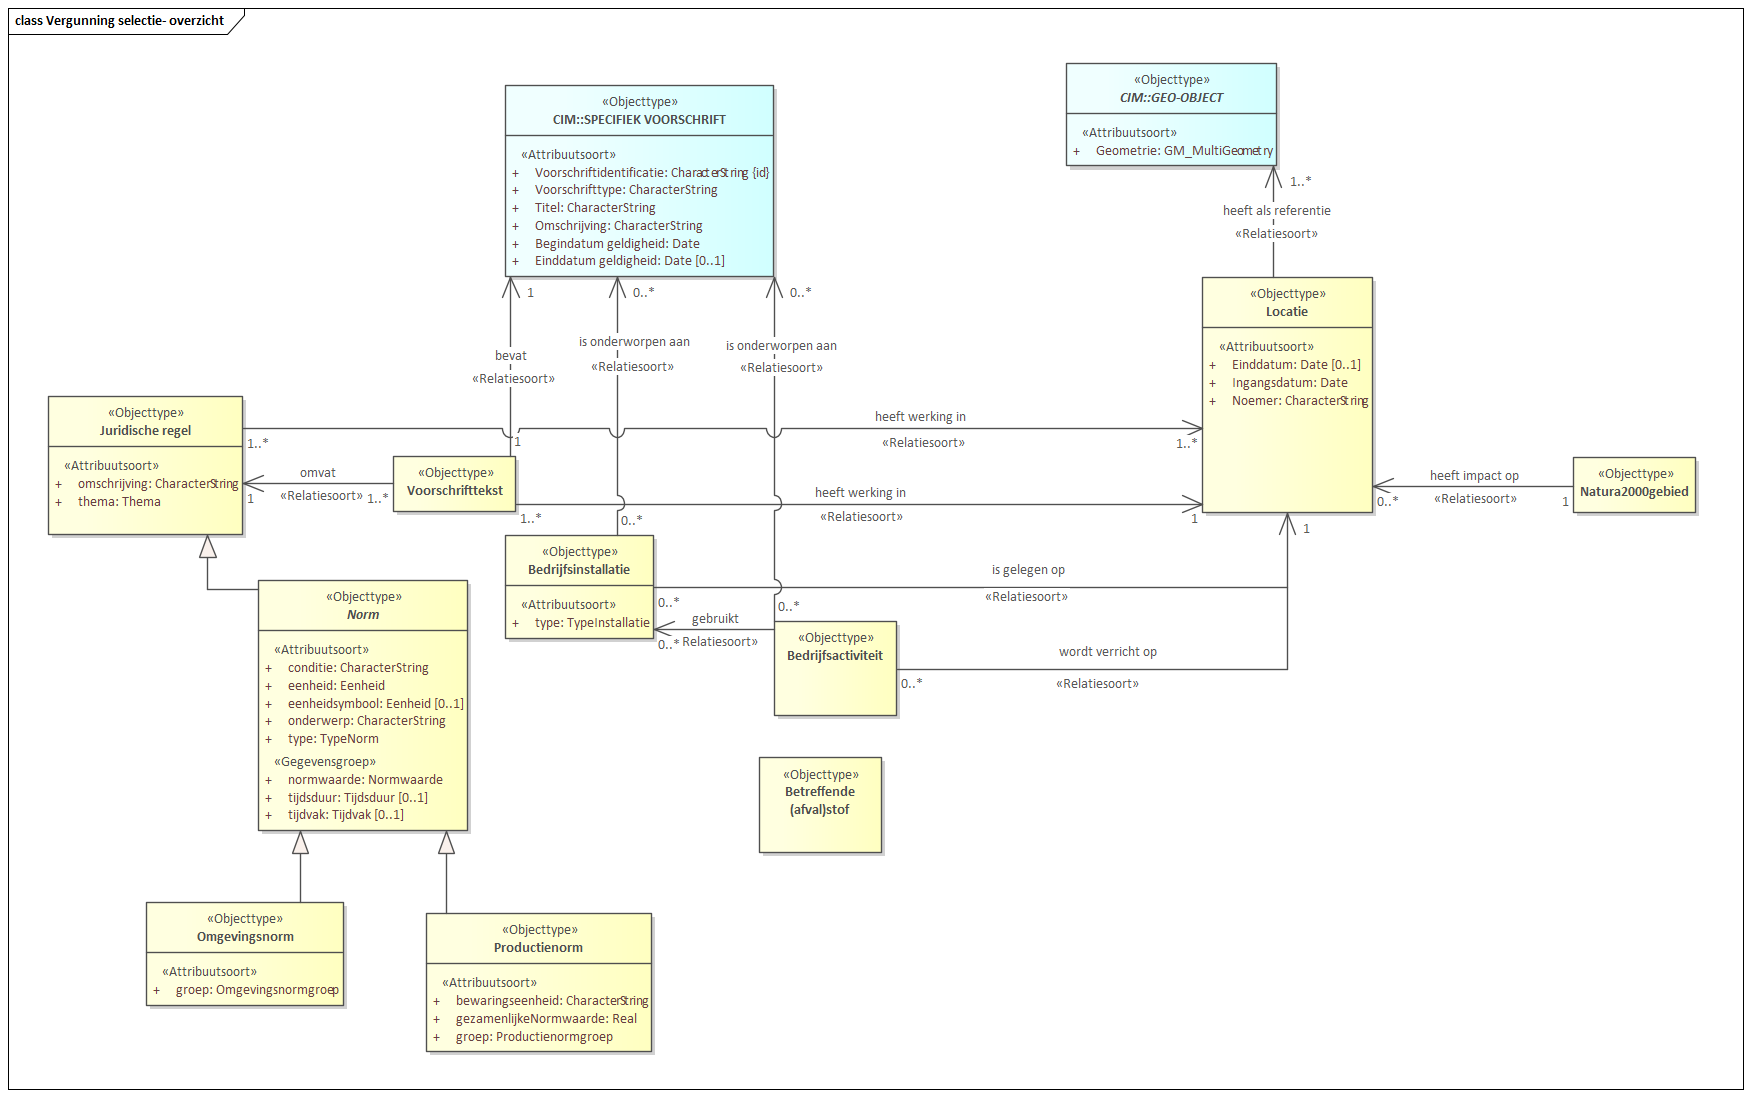 class Vergunning selectie- overzicht
«Objecttype»
CIM::GEO-OBJECT
«Attribuutsoort»
+ Geometrie: GM_MultiGeometry
«Objecttype»
CIM::SPECIFIEK VOORSCHRIFT
«Attribuutsoort»
+ Voorschriftidentificatie: CharacterString {id}
+ Voorschrifttype: CharacterString
+ Titel: CharacterString
+ Omschrijving: CharacterString
+ Begindatum geldigheid: Date
+ Einddatum geldigheid: Date [0..1]
1..*
heeft als referentie
«Relatiesoort»
1
0..*
0..*
bevat
«Relatiesoort»
1
is onderworpen aan
«Relatiesoort»
0..*
is onderworpen aan
«Relatiesoort»
0..*
«Objecttype»
Locatie
«Attribuutsoort»
+ Einddatum: Date [0..1]
+ Ingangsdatum: Date
+ Noemer: CharacterString
«Objecttype»
Juridische regel
«Attribuutsoort»
+ omschrijving: CharacterString
+ thema: Thema
1..*
heeft werking in
«Relatiesoort»
1..*
omvat
«Relatiesoort»
1
1..*
«Objecttype»
Voorschrifttekst
heeft werking in
«Relatiesoort»
1..*
1
heeft impact op
«Relatiesoort»
0..*
1
«Objecttype»
Natura2000gebied
«Objecttype»
Bedrijfsinstallatie
«Attribuutsoort»
+ type: TypeInstallatie
is gelegen op
«Relatiesoort»
0..*
1
gebruikt
Relatiesoort»
0..*
«Objecttype»
Bedrijfsactiviteit
wordt verricht op
«Relatiesoort»
0..*
«Objecttype»
Norm
«Attribuutsoort»
+ conditie: CharacterString
+ eenheid: Eenheid
+ eenheidsymbool: Eenheid [0..1]
+ onderwerp: CharacterString
+ type: TypeNorm
«Gegevensgroep»
+ normwaarde: Normwaarde
+ tijdsduur: Tijdsduur [0..1]
+ tijdvak: Tijdvak [0..1]
«Objecttype»
Betreffende
(afval)stof
«Objecttype»
Omgevingsnorm
«Attribuutsoort»
+ groep: Omgevingsnormgroep
«Objecttype»
Productienorm
«Attribuutsoort»
+ bewaringseenheid: CharacterString
+ gezamenlijkeNormwaarde: Real
+ groep: Productienormgroep